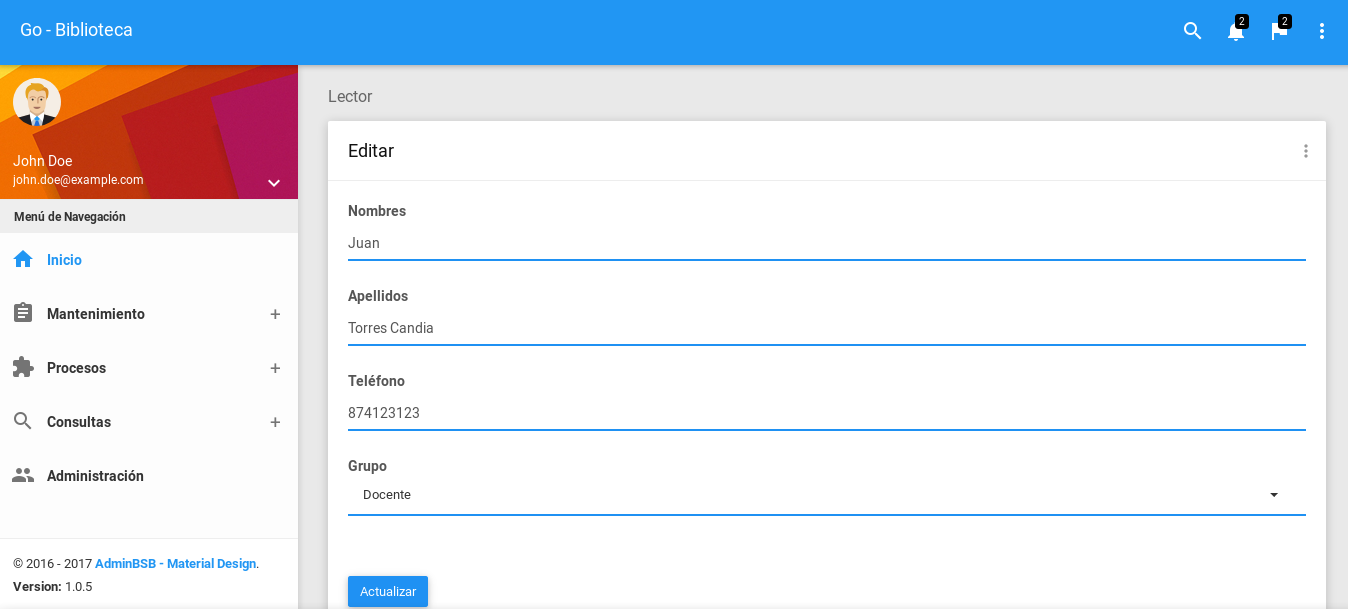 Go - Biblioteca
2
2
John Doe
john.doe@example.com
Menú de Navegación
Inicio
Mantenimiento
Procesos
Consultas
Administración
© 2016 - 2017 AdminBSB - Material Design.
Version: 1.0.5
Lector
Editar
Nombres
Juan
Apellidos
Torres Candia
Teléfono
874123123
Grupo
Docente
Actualizar